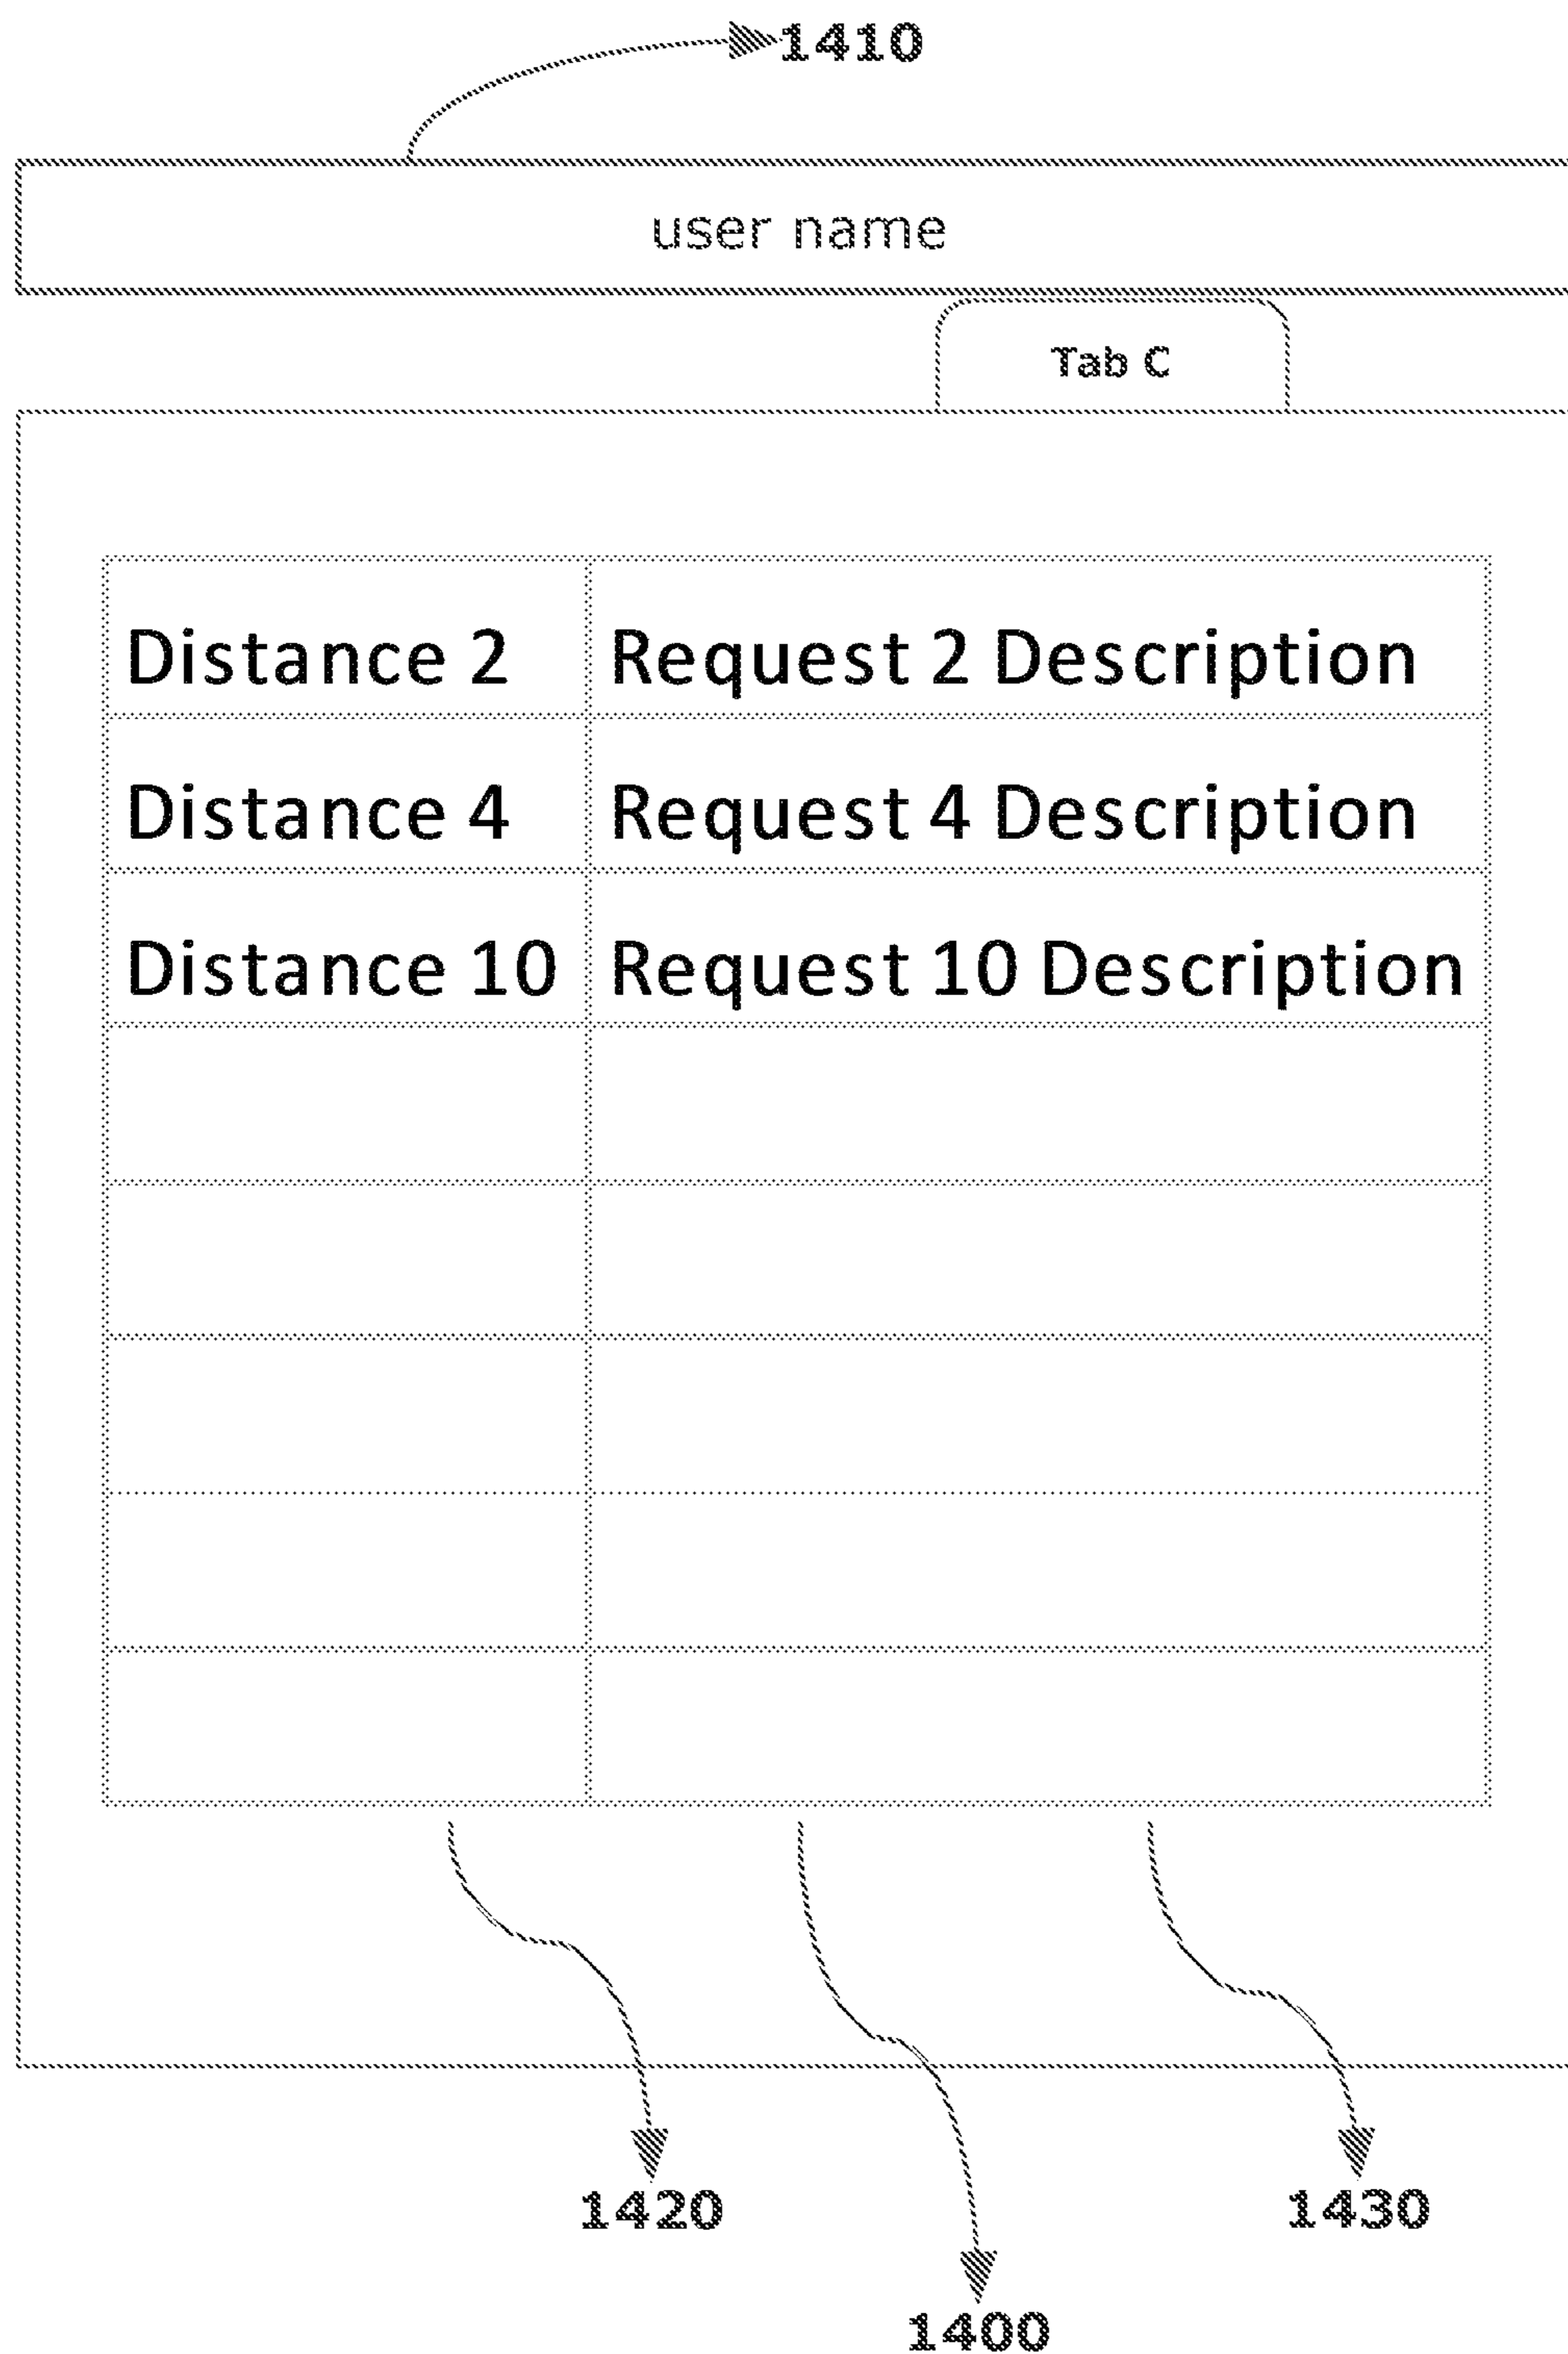 1410
user name
Tab C
Distance 2 Request 2 Description
Distance 4 Request 4 Description
Distance 10 Request 10 Description
1420
1430
1400